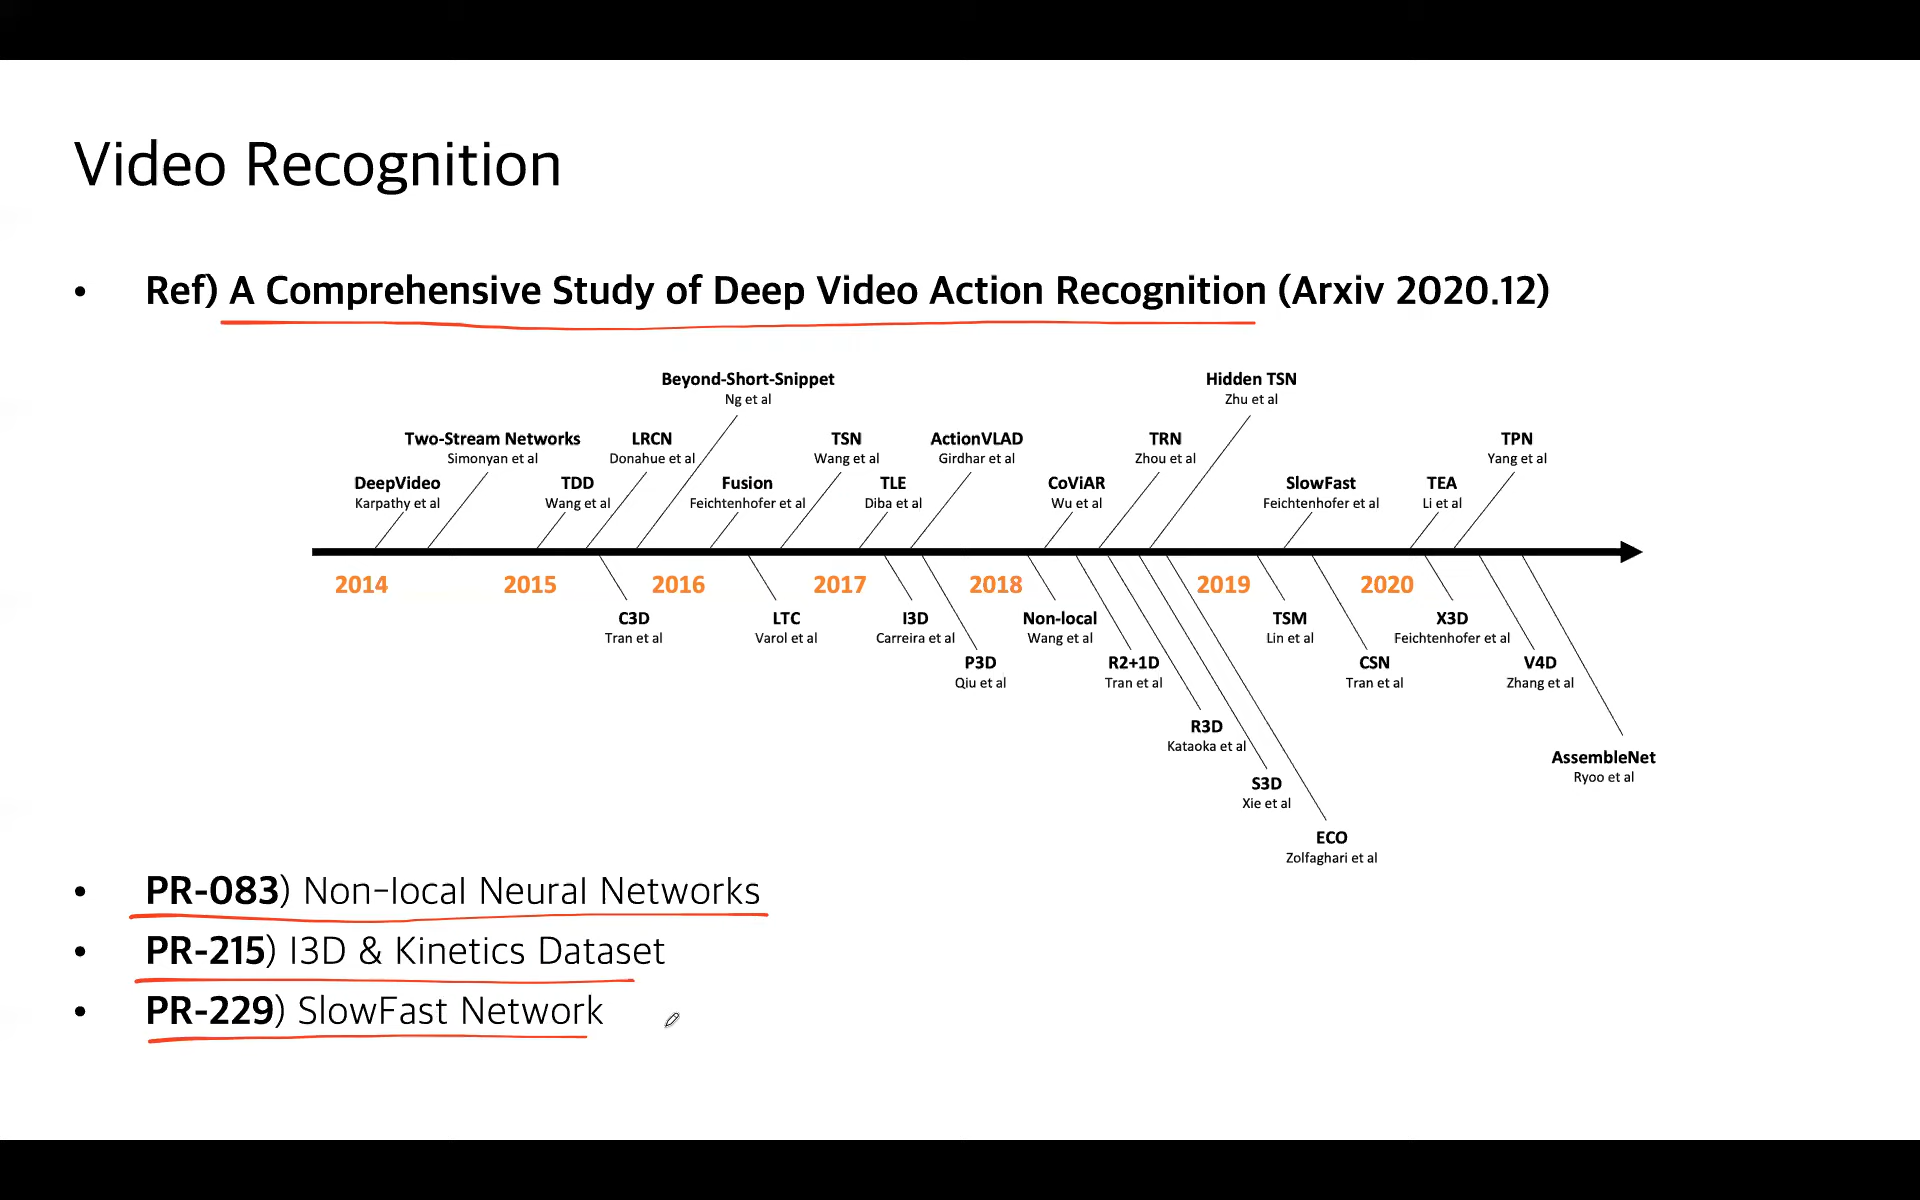 Video Recognition
• Ref) A Comprehensive Study of Deep Video Action Recognition (Arxiv 2020.12)
Beyond-Short-Snippet
Ng et al
Hidden TSN
Zhu et al
Two-Stream Networks
Simonyan et al
LRCN
Donahue et al
TSN
Wang et al
ActionVLAD
Girdhar et al
TRN
Zhou et al
TPN
Yang et al
DeepVideo
Karpathy et al
TDD
Wang et al
Fusion
Feichtenhofer et al
TLE
Diba et al
CoViAR
Wu et al
SlowFast
Feichtenhofer et al
TEA
Li et al
2014 2015 2016 2017 2018 2019 2020
C3D
Tran et al
LTC
Varol et al
I3D
Carreira et al
Non-local
Wang et al
TSM
Lin et al
X3D
Feichtenhofer et al
P3D
Qiu et al
R2+1D
Tran et al
CSN
Tran et al
V4D
Zhang et al
R3D
Kataoka et al
AssembleNet
Ryoo et al
S3D
Xie et al
ECO
Zolfaghari et al
• PR-083) Non-local Neural Networks
• PR-215) I3D & Kinetics Dataset
• PR-229) SlowFast Network